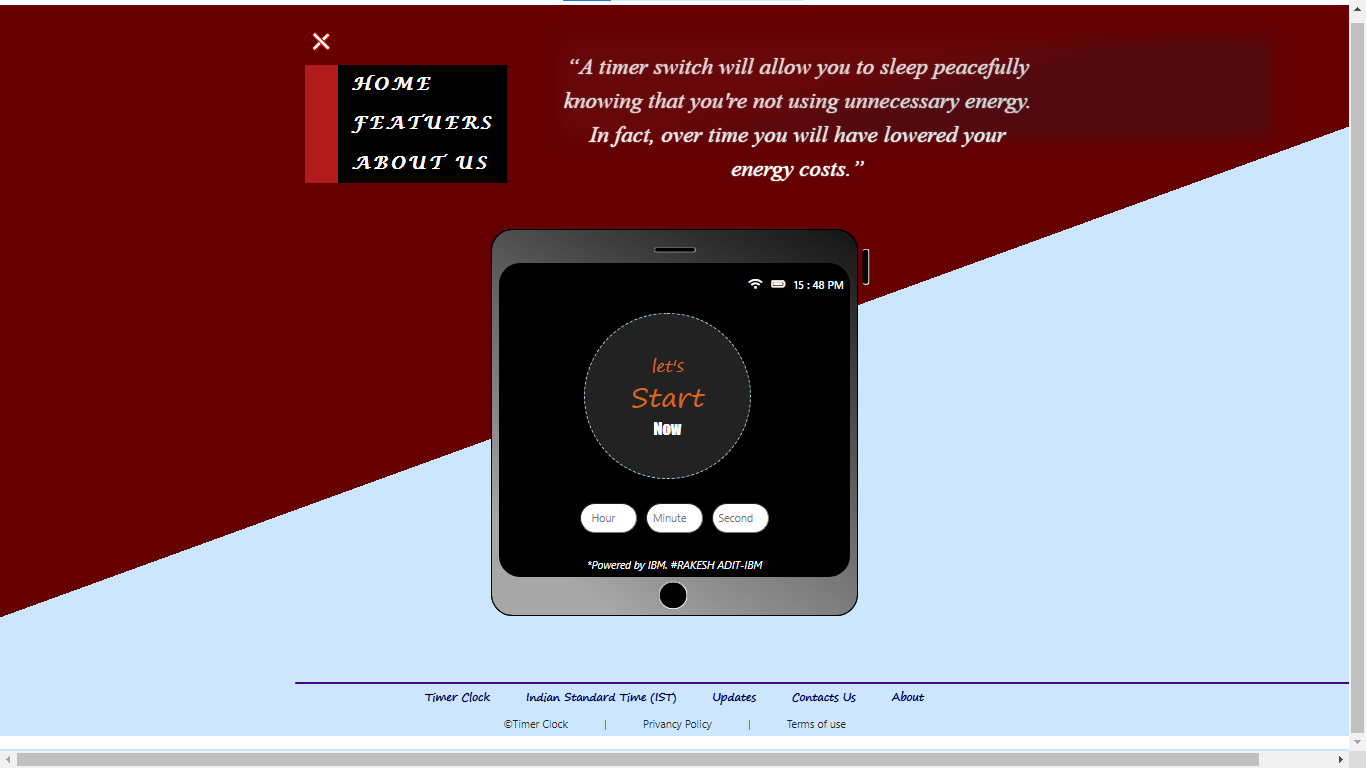 HOME
FEATUERS
ABOUT US
“A timer switch will allow you to sleep peacefully
knowing that you're not using unnecessary energy.
In fact, over time you will have lowered your
energy costs.”
15 : 48 PM
let's
Start
Now
Hour Minute Second
*Powered by IBM. #RAKESH ADIT-IBM
Timer Clock Indian Standard Time (IST) Updates Contacts Us About
©Timer Clock | Privancy Policy | Terms of use